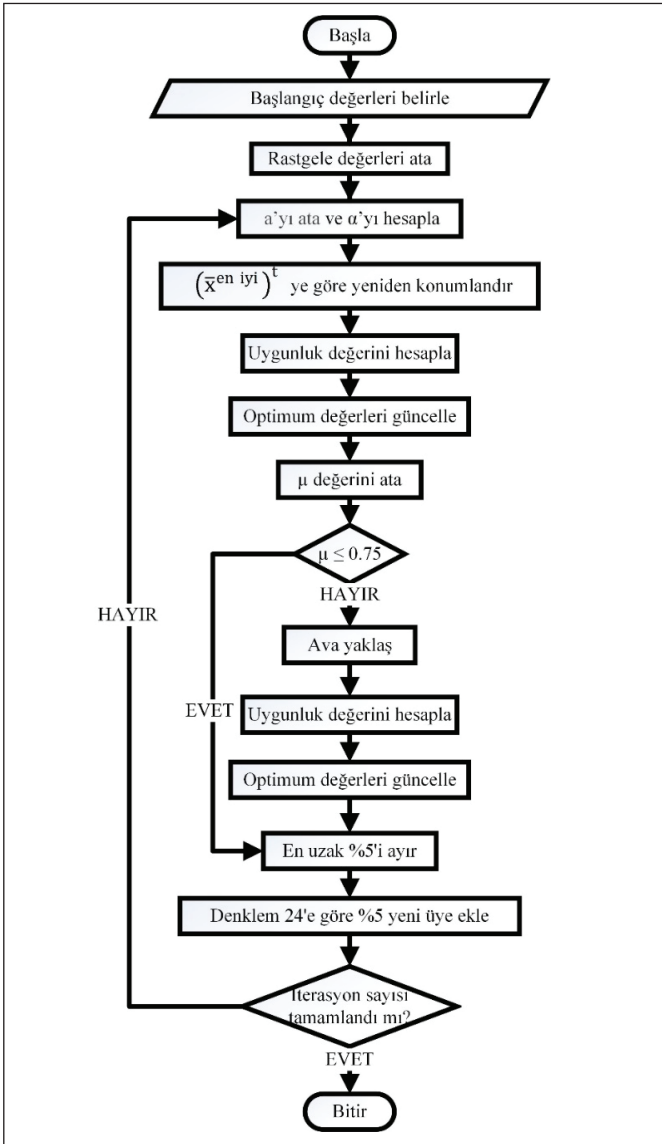 Başla
Başlangıç değerleri belirle
Rastgele değerleri ata
a'yı ata ve α'yı hesapla
(x̅ᵉⁿ ⁱʸⁱ)ᵗ ye göre yeniden konumlandır
Uygunluk değerini hesapla
Optimum değerleri güncelle
μ değerini ata
μ ≤ 0.75
HAYIR
HAYIR
Ava yaklaş
EVET
Uygunluk değerini hesapla
Optimum değerleri güncelle
En uzak %5'i ayır
Denklem 24'e göre %5 yeni üye ekle
İterasyon sayısı
tamamlandı mı?
EVET
Bitir